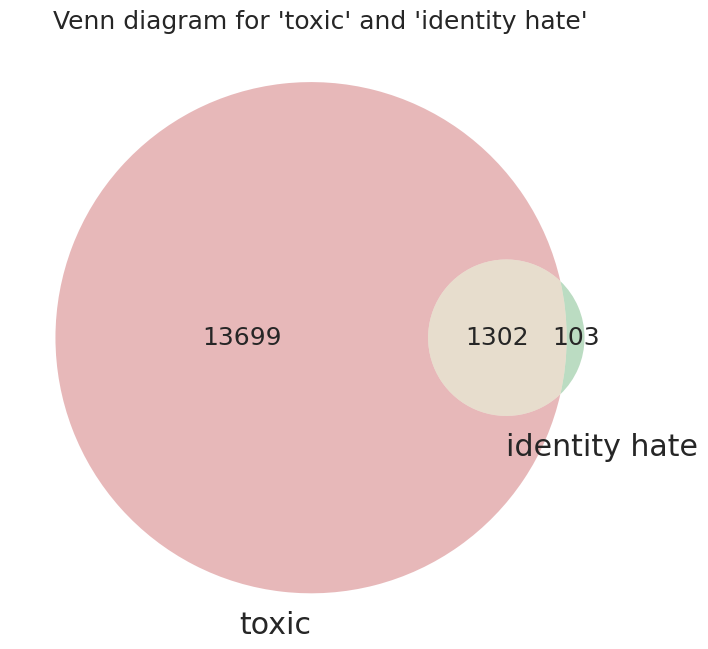 Venn diagram for 'toxic' and 'identity hate'
13699
1302
103
identity hate
toxic